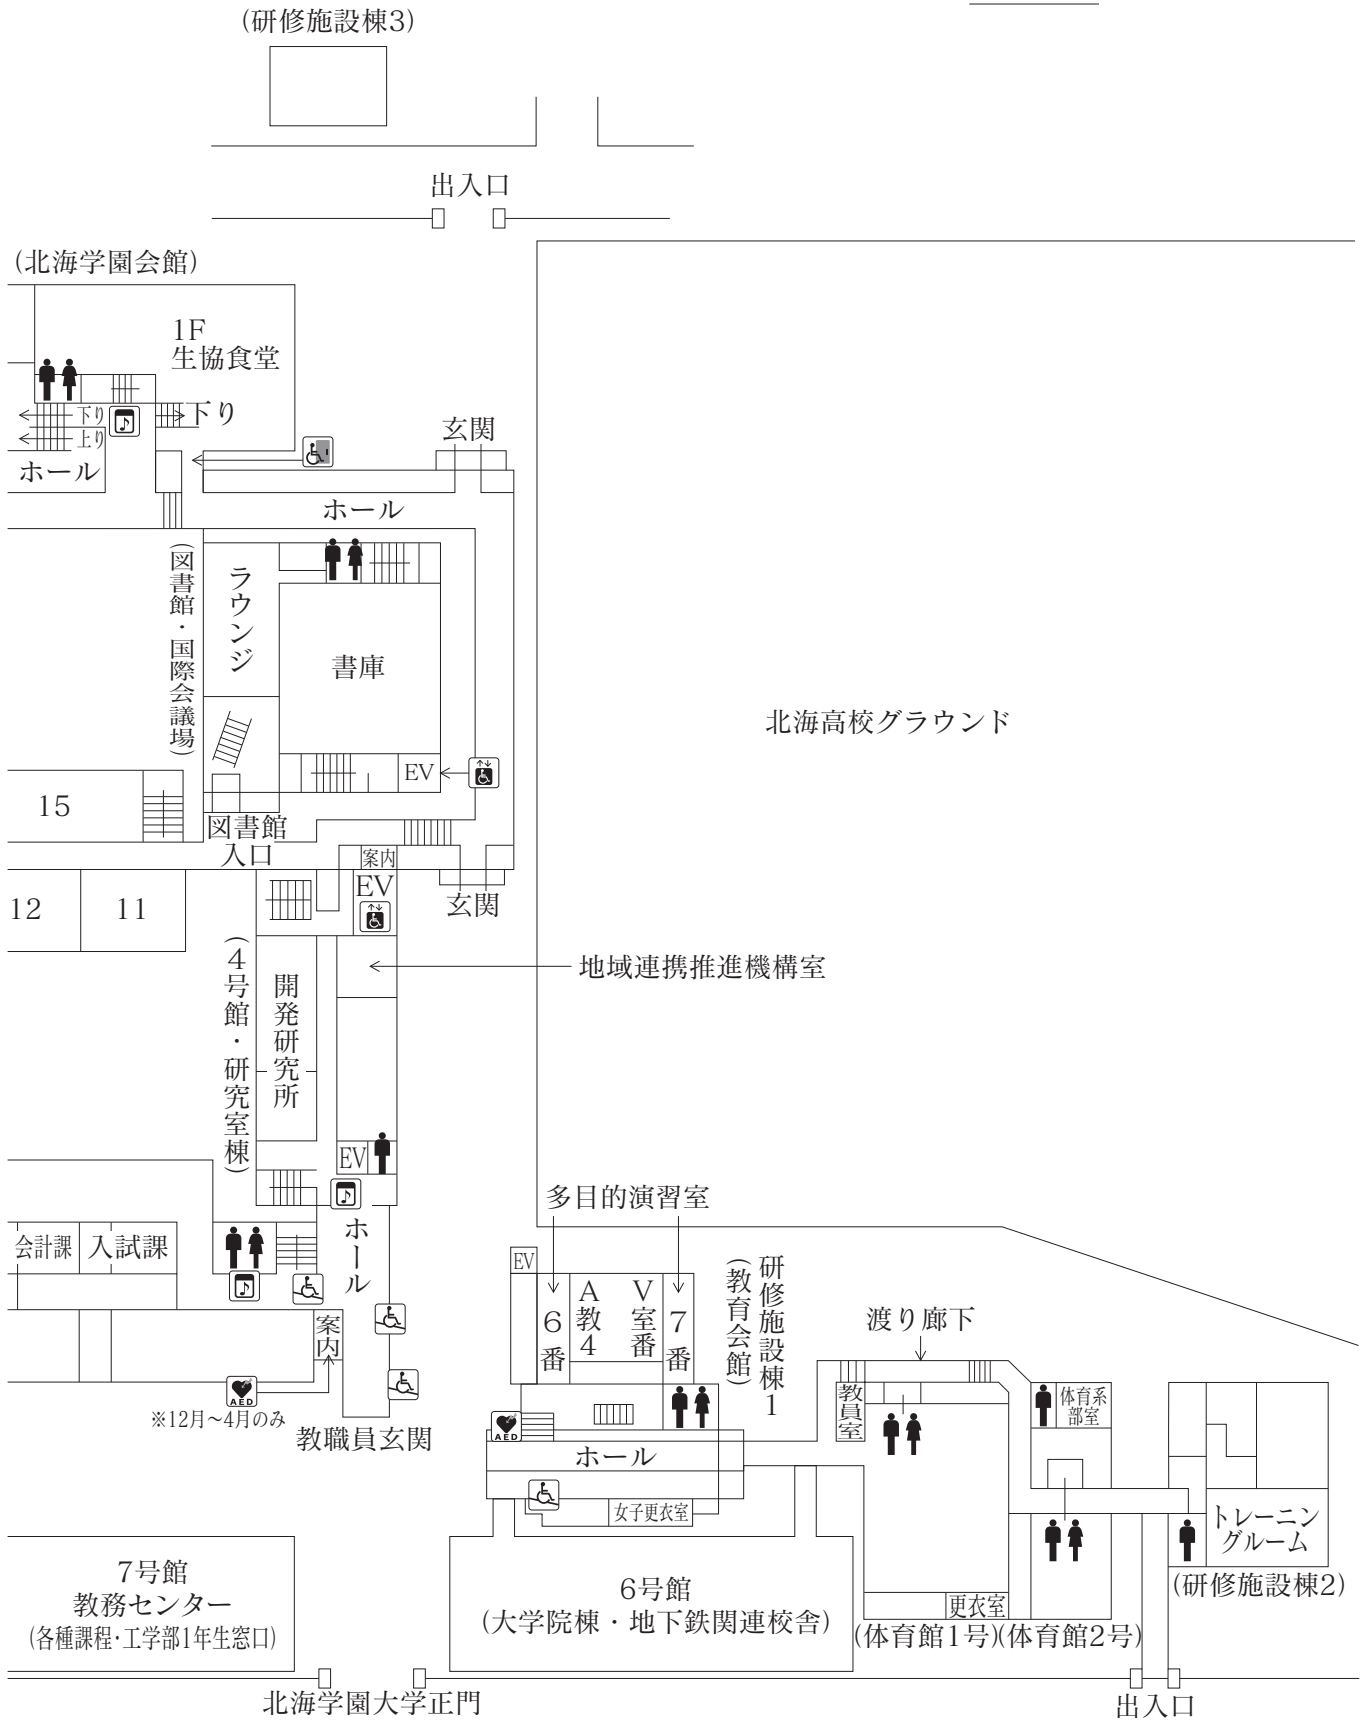 (研修施設棟3)
出入口
(北海学園会館)
1F
生協食堂
下り
上り
下り
ホール
玄関
ホール
(図書館・国際会議場)
ラウンジ
書庫
北海高校グラウンド
EV
15
図書館
入口
案内
EV
玄関
12
11
(4号館・研究室棟)
開発研究所
地域連携推進機構室
EV
多目的演習室
ホール
会計課
入試課
EV
6番
A教4
V室番
7番
研修施設棟1
(教育会館)
渡り廊下
案内
AED
※12月〜4月のみ
教職員玄関
教員室
体育系
部室
AED
ホール
女子更衣室
トレーニン
グルーム
(研修施設棟2)
7号館
教務センター
(各種課程・工学部1年生窓口)
6号館
(大学院棟・地下鉄関連校舎)
更衣室
(体育館1号)
(体育館2号)
北海学園大学正門
出入口